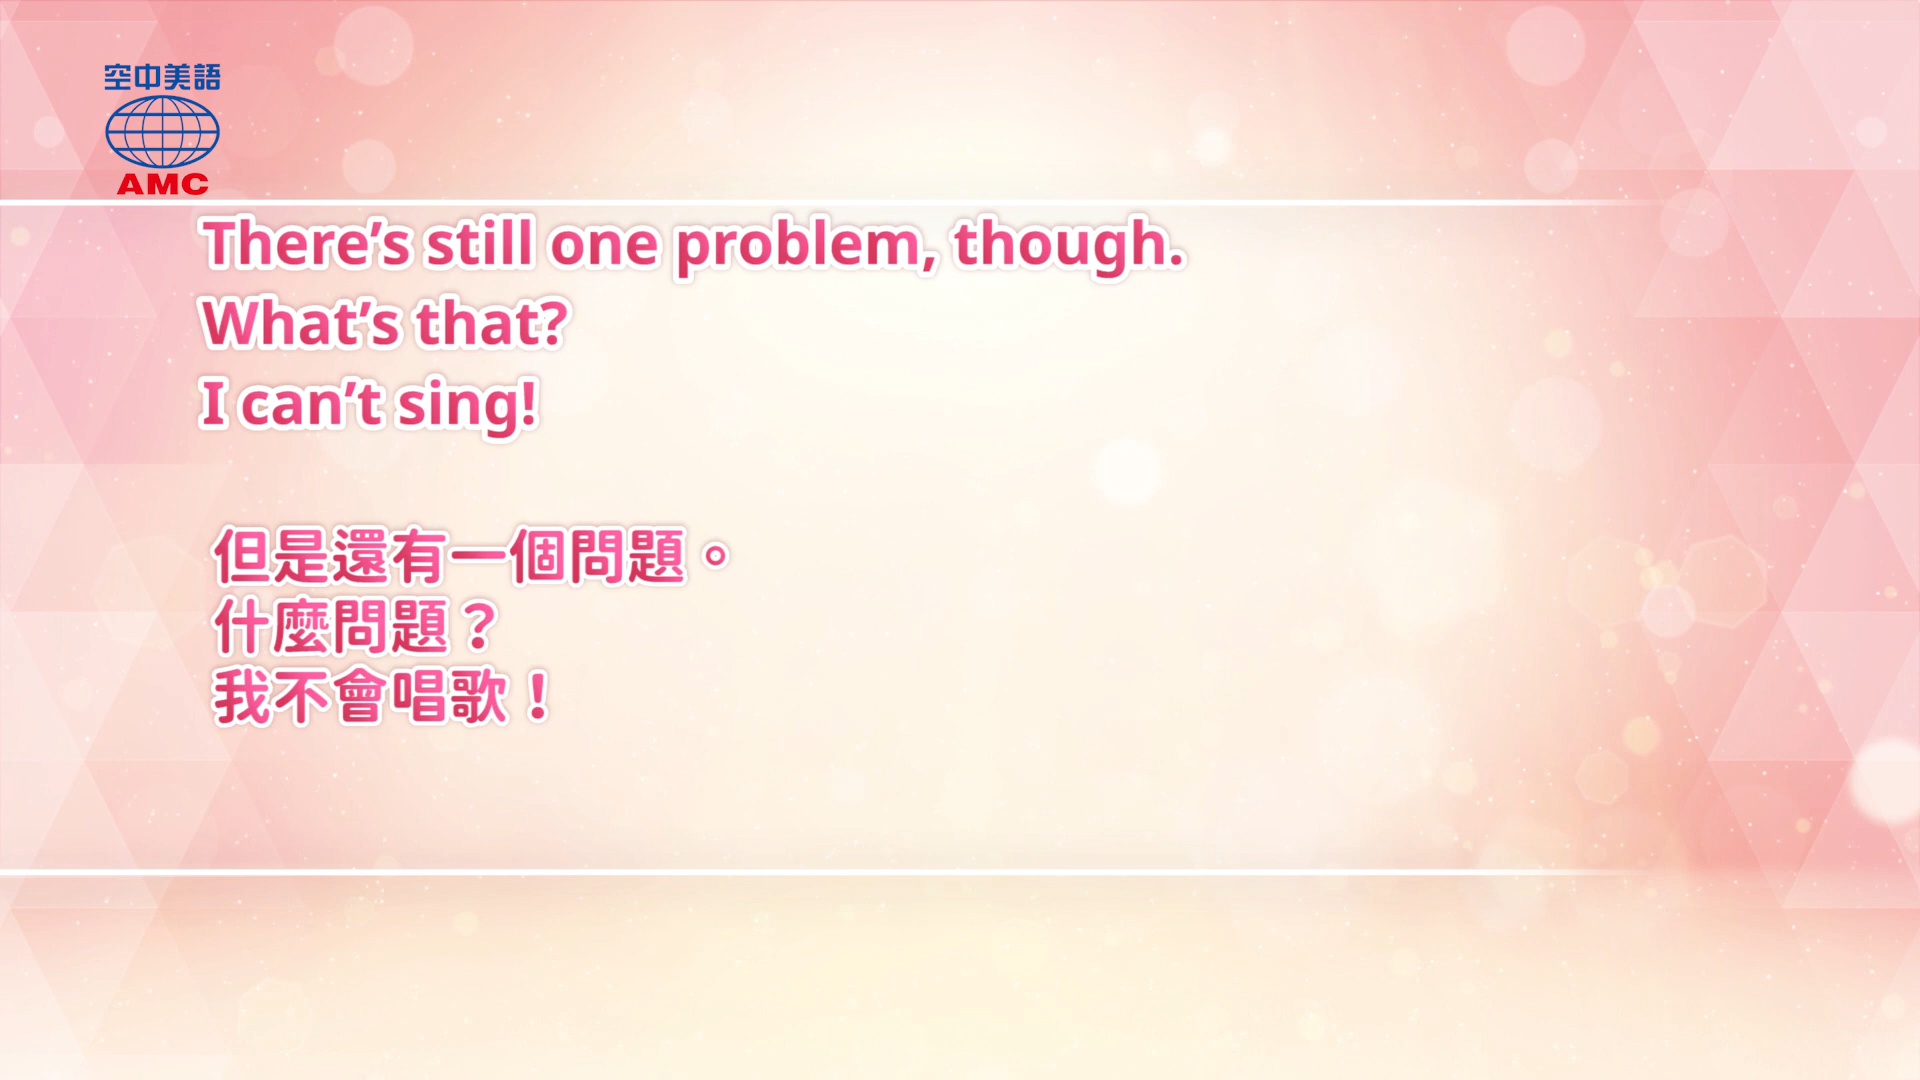 空中美語
AMC
There’s still one problem, though.
What’s that?
I can’t sing!
但是還有一個問題。
什麼問題？
我不會唱歌！